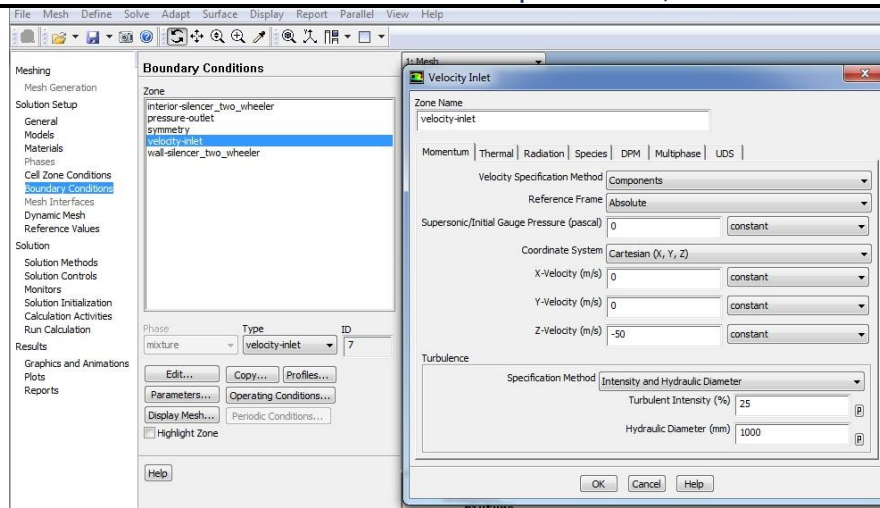 File Mesh Define Solve Adapt Surface Display Report Parallel View Help
Meshing
Mesh Generation
Solution Setup
General
Models
Materials
Phases
Cell Zone Conditions
Boundary Conditions
Mesh Interfaces
Dynamic Mesh
Reference Values
Solution
Solution Methods
Solution Controls
Monitors
Solution Initialization
Calculation Activities
Run Calculation
Results
Graphics and Animations
Plots
Reports
Boundary Conditions
Zone
interior-silencer_two_wheeler
pressure-outlet
symmetry
velocity-inlet
wall-silencer_two_wheeler
Phase Type ID
mixture velocity-inlet 7
Edit... Copy... Profiles...
Parameters... Operating Conditions...
Display Mesh... Periodic Conditions...
Highlight Zone
Help
1: Mesh
Velocity Inlet
Zone Name
velocity-inlet
Momentum Thermal Radiation Species DPM Multiphase UDS
Velocity Specification Method Components
Reference Frame Absolute
Supersonic/Initial Gauge Pressure (pascal) 0 constant
Coordinate System Cartesian (X, Y, Z)
X-Velocity (m/s) 0 constant
Y-Velocity (m/s) 0 constant
Z-Velocity (m/s) -50 constant
Turbulence
Specification Method Intensity and Hydraulic Diameter
Turbulent Intensity (%) 25 P
Hydraulic Diameter (mm) 1000 P
OK Cancel Help